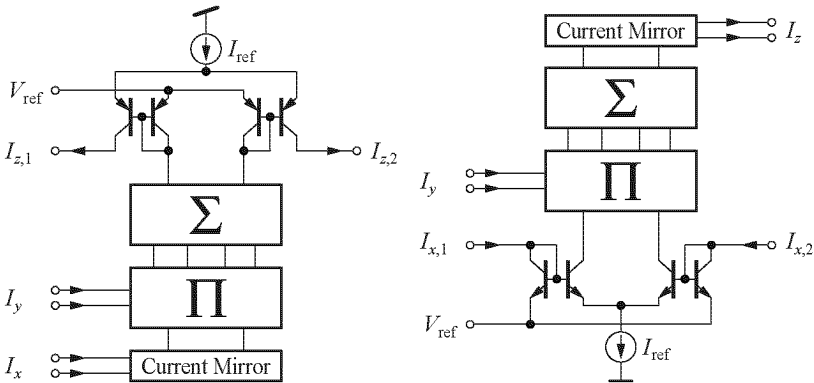 I_ref
V_ref
I_z,1
I_z,2
Σ
I_y
Π
I_x
Current Mirror
Current Mirror
I_z
Σ
I_y
Π
I_x,1
I_x,2
V_ref
I_ref